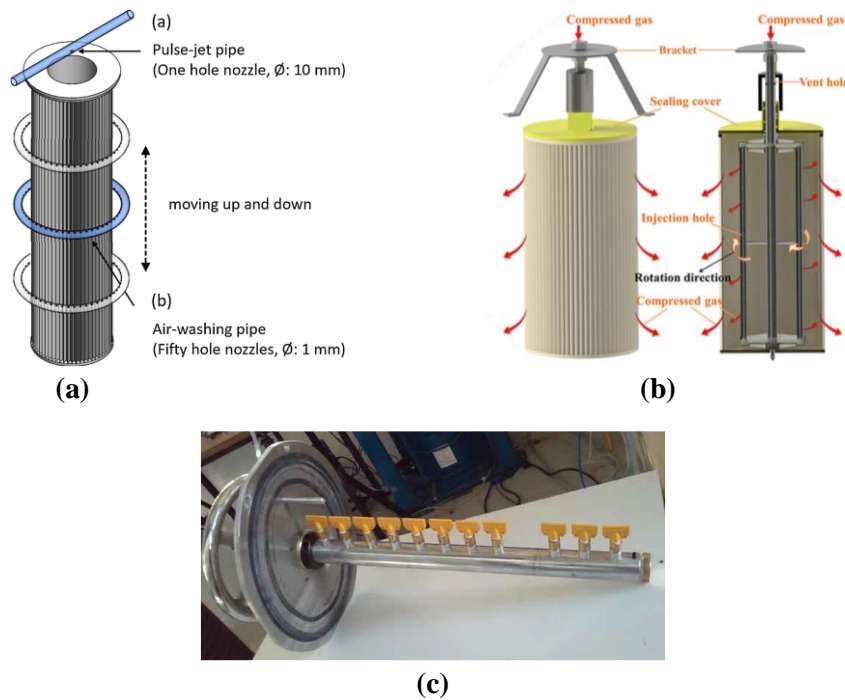 (a)
Pulse-jet pipe
(One hole nozzle, Ø: 10 mm)
moving up and down
(b)
Air-washing pipe
(Fifty hole nozzles, Ø: 1 mm)
(a)
Compressed gas
Compressed gas
Bracket
Vent hole
Sealing cover
Injection hole
Rotation direction
Compressed gas
(b)
(c)